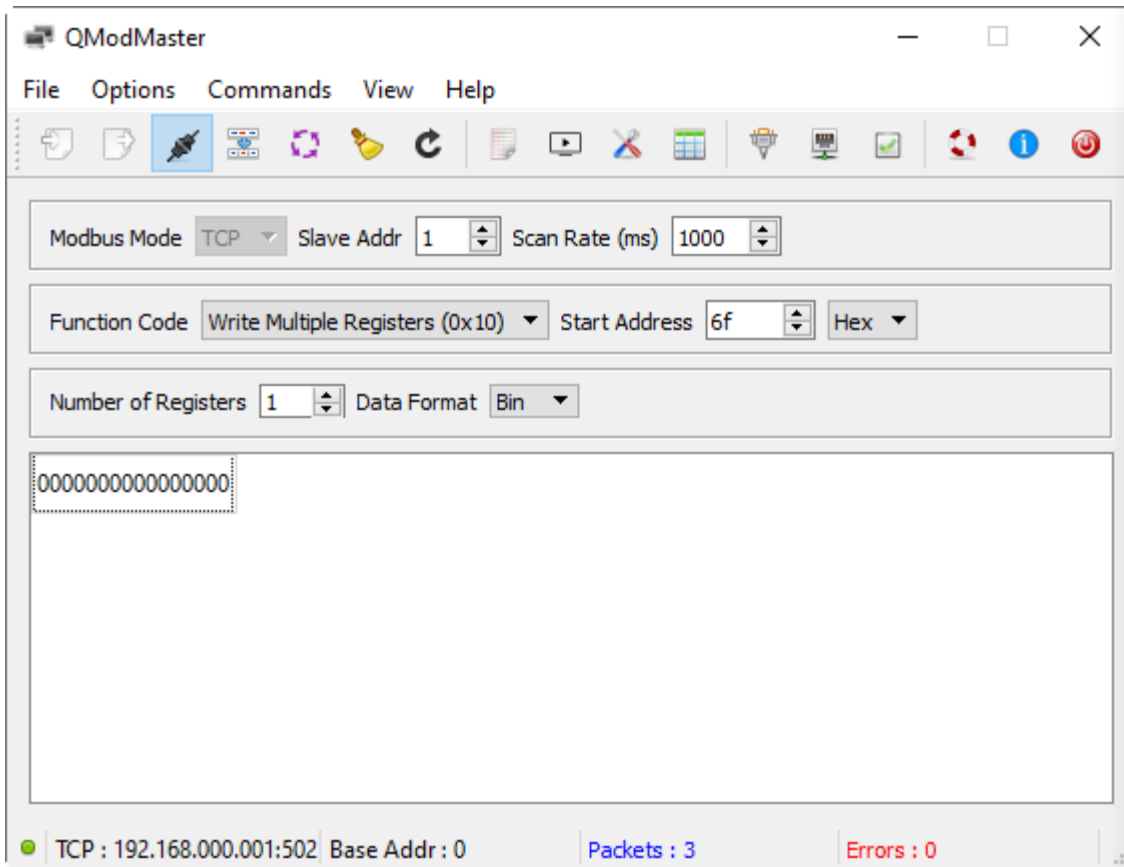 QModMaster
File Options Commands View Help
Modbus Mode TCP Slave Addr 1 Scan Rate (ms) 1000
Function Code Write Multiple Registers (0x10) Start Address 6f Hex
Number of Registers 1 Data Format Bin
0000000000000000
TCP : 192.168.000.001:502 Base Addr : 0 Packets : 3 Errors : 0